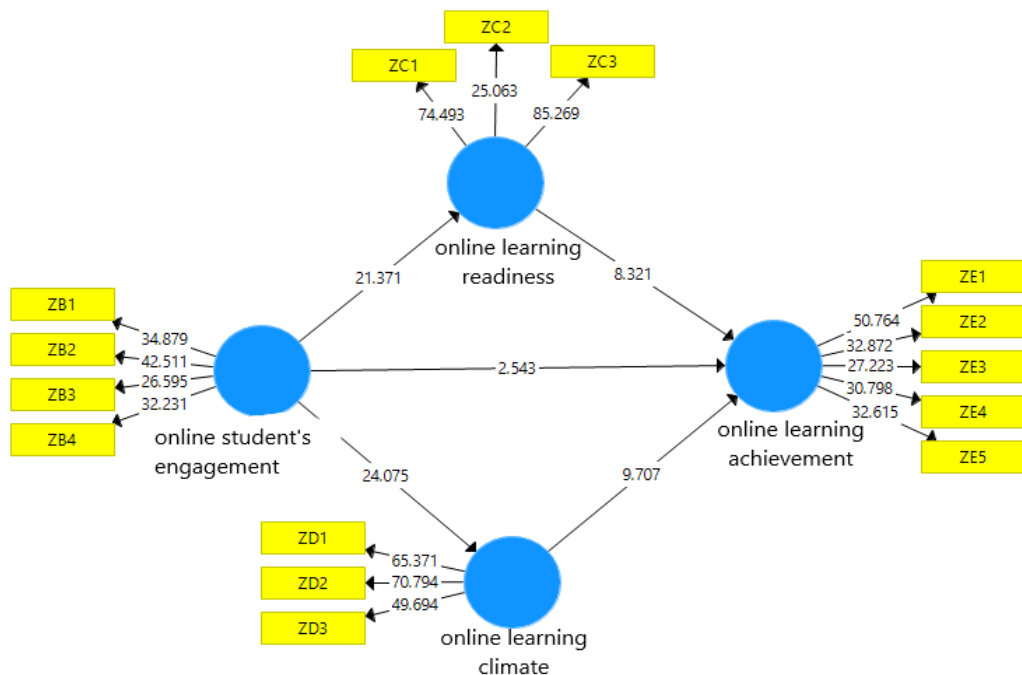 ZC2
ZC1
ZC3
25.063
74.493
85.269
online learning
readiness
21.371
8.321
ZB1
ZB2
ZB3
ZB4
34.879
42.511
26.595
32.231
online student's
engagement
2.543
ZE1
ZE2
ZE3
ZE4
ZE5
50.764
32.872
27.223
30.798
32.615
online learning
achievement
24.075
9.707
ZD1
ZD2
ZD3
65.371
70.794
49.694
online learning
climate